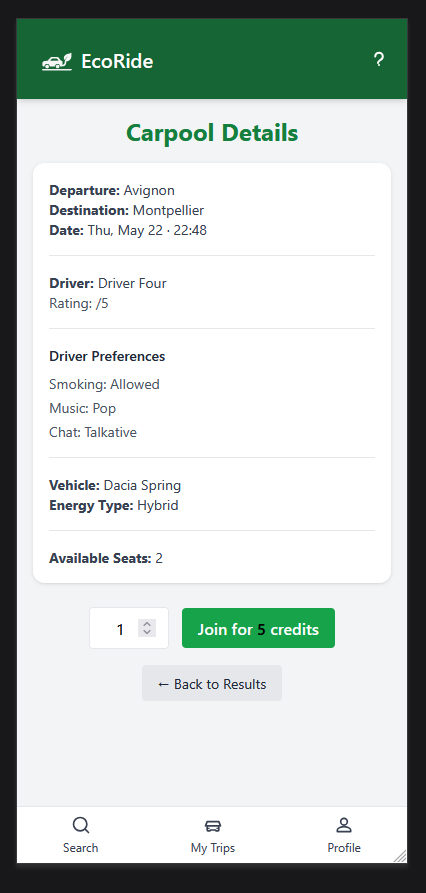 EcoRide
?
Carpool Details
Departure: Avignon
Destination: Montpellier
Date: Thu, May 22 · 22:48
Driver: Driver Four
Rating: /5
Driver Preferences
Smoking: Allowed
Music: Pop
Chat: Talkative
Vehicle: Dacia Spring
Energy Type: Hybrid
Available Seats: 2
1
Join for 5 credits
← Back to Results
Search
My Trips
Profile